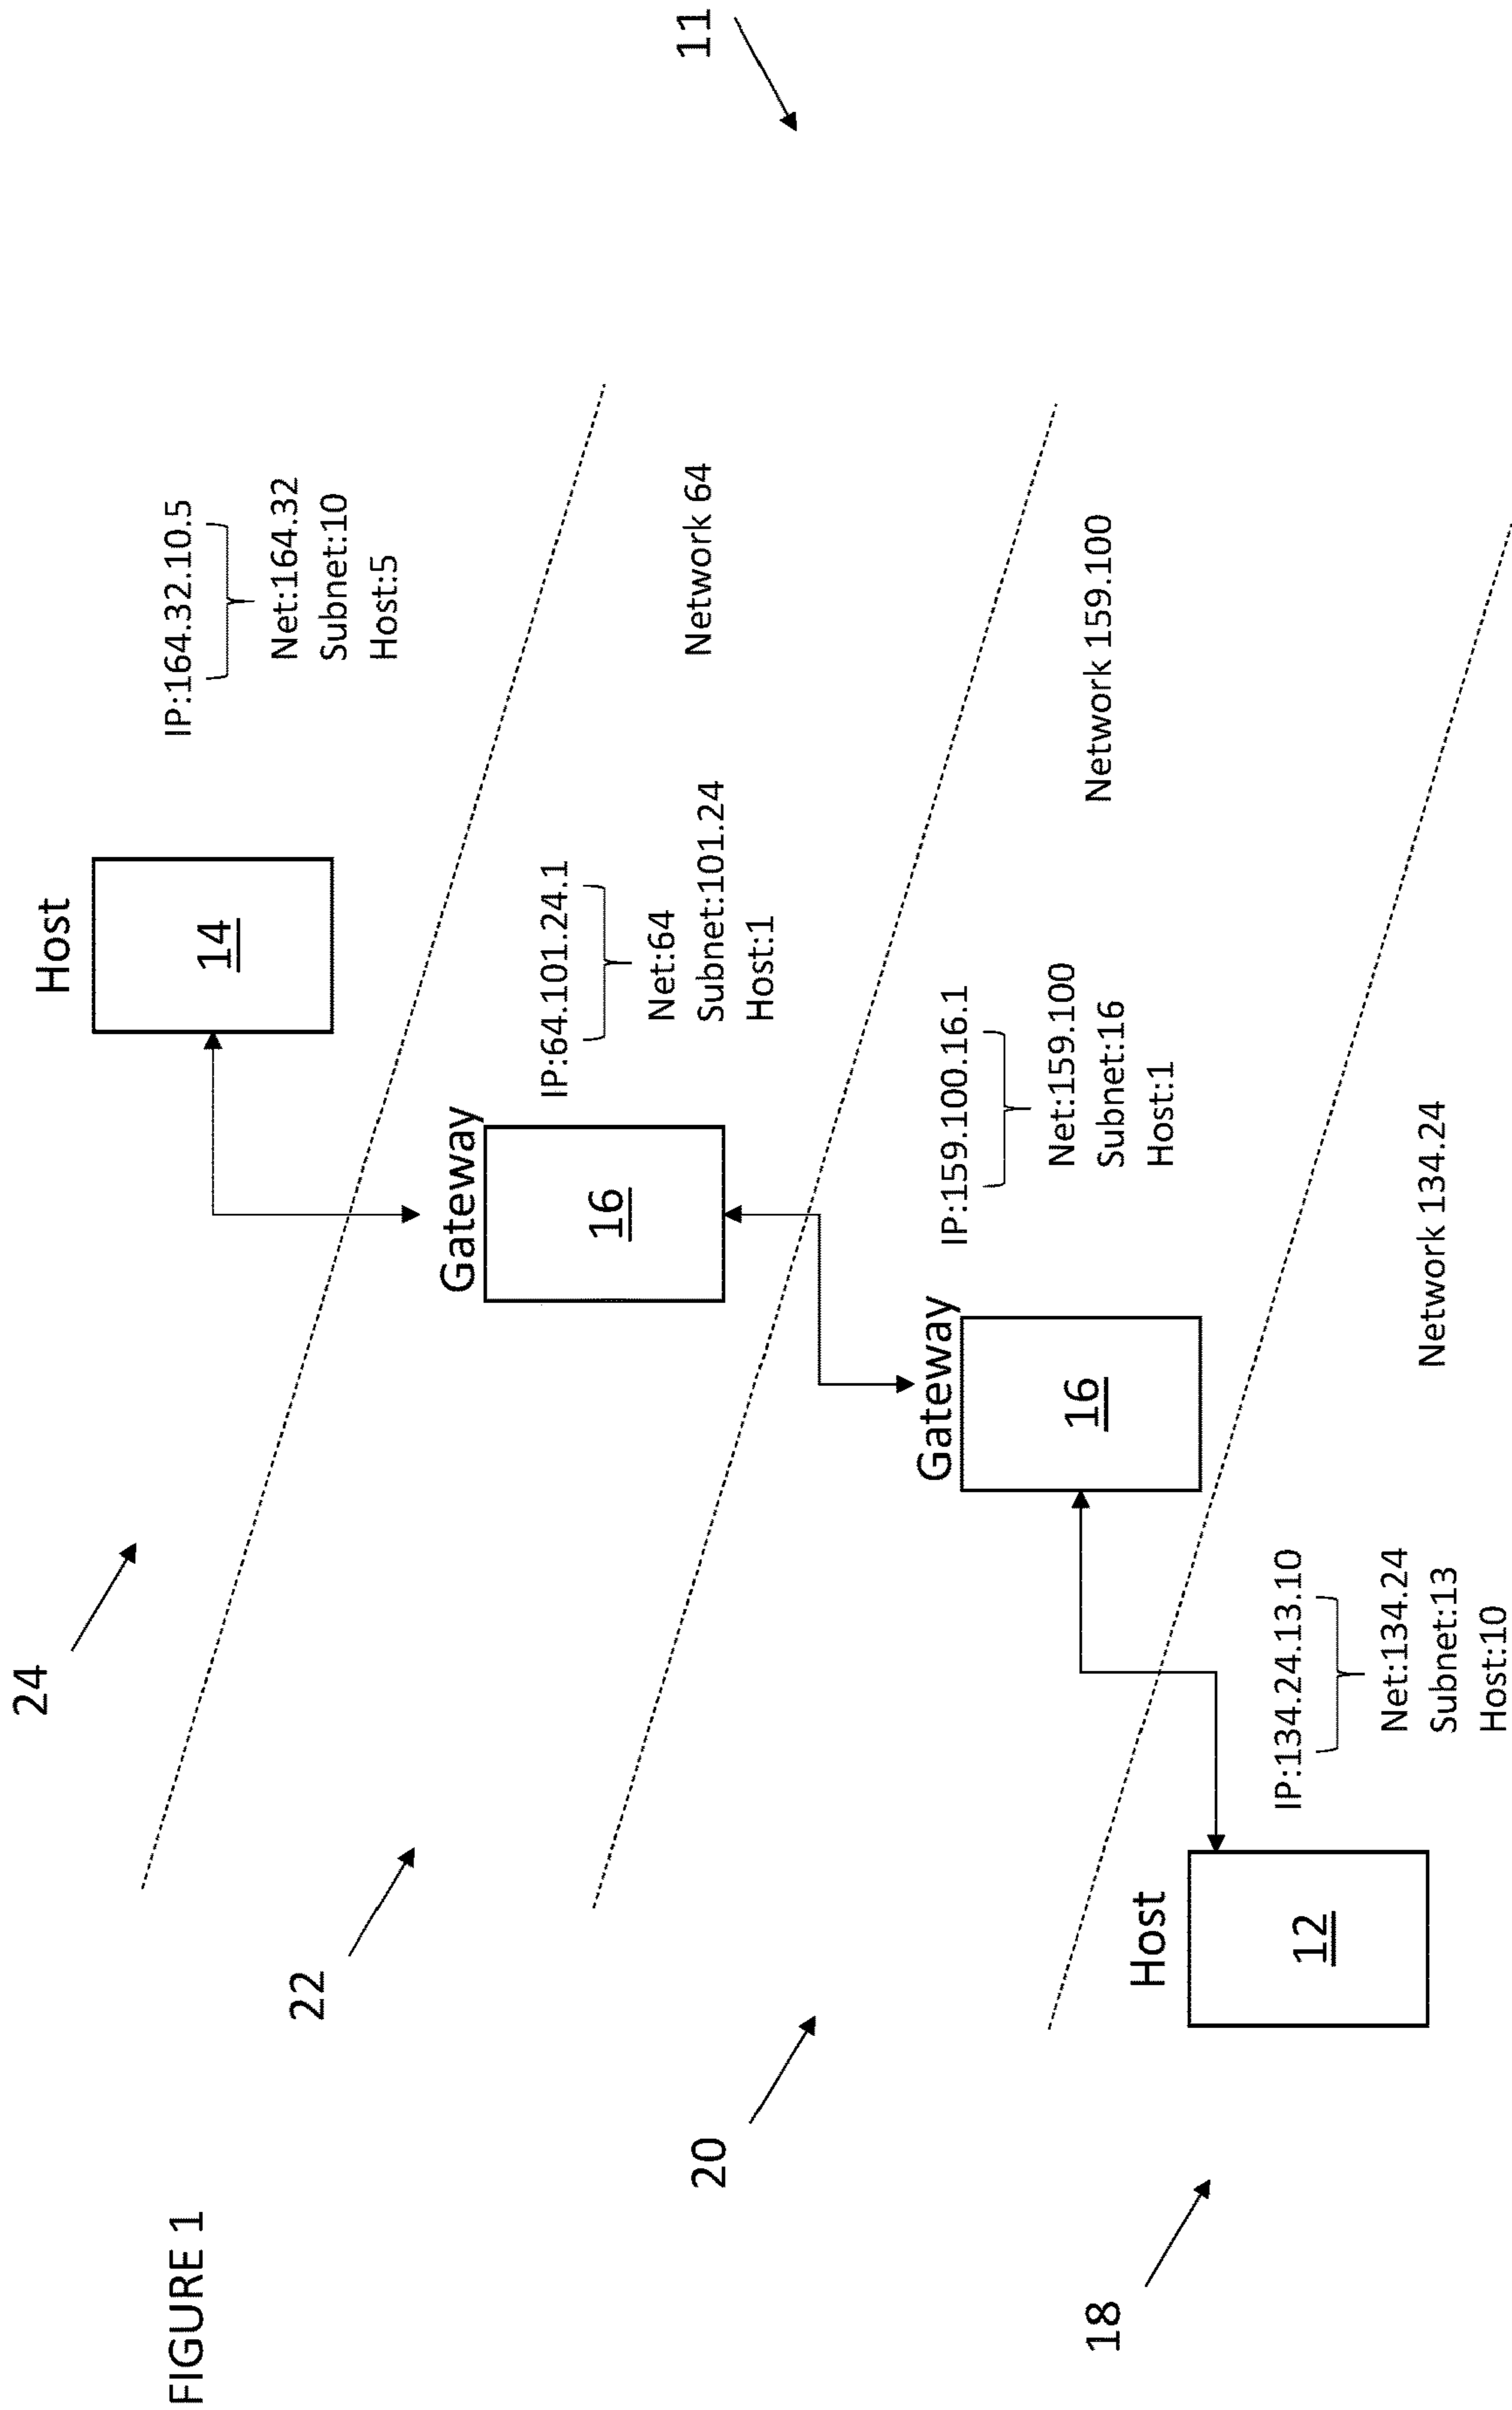 FIGURE 1
24
Host
14
IP:164.32.10.5
Net:164.32
Subnet:10
Host:5
11
22
Gateway
16
IP:64.101.24.1
Net:64
Subnet:101.24
Host:1
Network 64
20
Gateway
16
IP:159.100.16.1
Net:159.100
Subnet:16
Host:1
Network 159.100
18
Host
12
IP:134.24.13.10
Net:134.24
Subnet:13
Host:10
Network 134.24